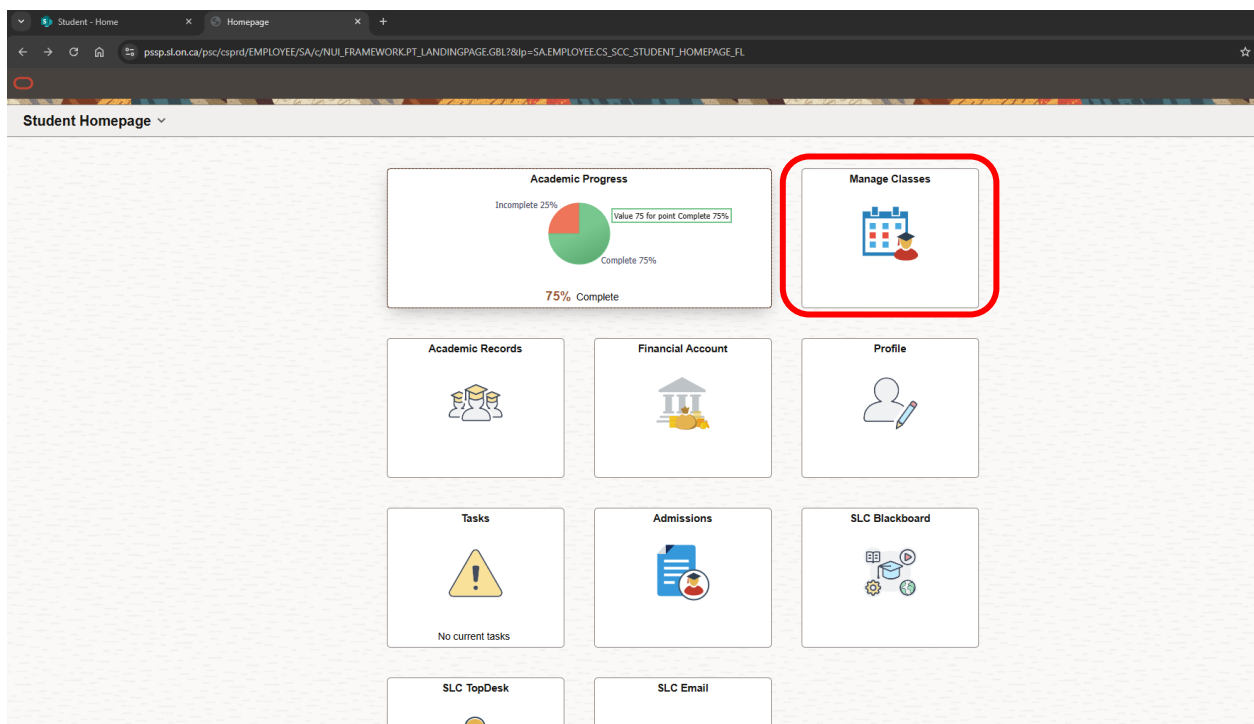 Student - Home
Homepage
pssp.sl.on.ca/psc/csprd/EMPLOYEE/SA/c/NUI_FRAMEWORK.PT_LANDINGPAGE.GBL?&lp=SA.EMPLOYEE.CS_SCC_STUDENT_HOMEPAGE_FL
Student Homepage
Academic Progress
Incomplete 25%
Value 75 for point Complete 75%
Complete 75%
75% Complete
Manage Classes
Academic Records
Financial Account
Profile
Tasks
No current tasks
Admissions
SLC Blackboard
SLC TopDesk
SLC Email